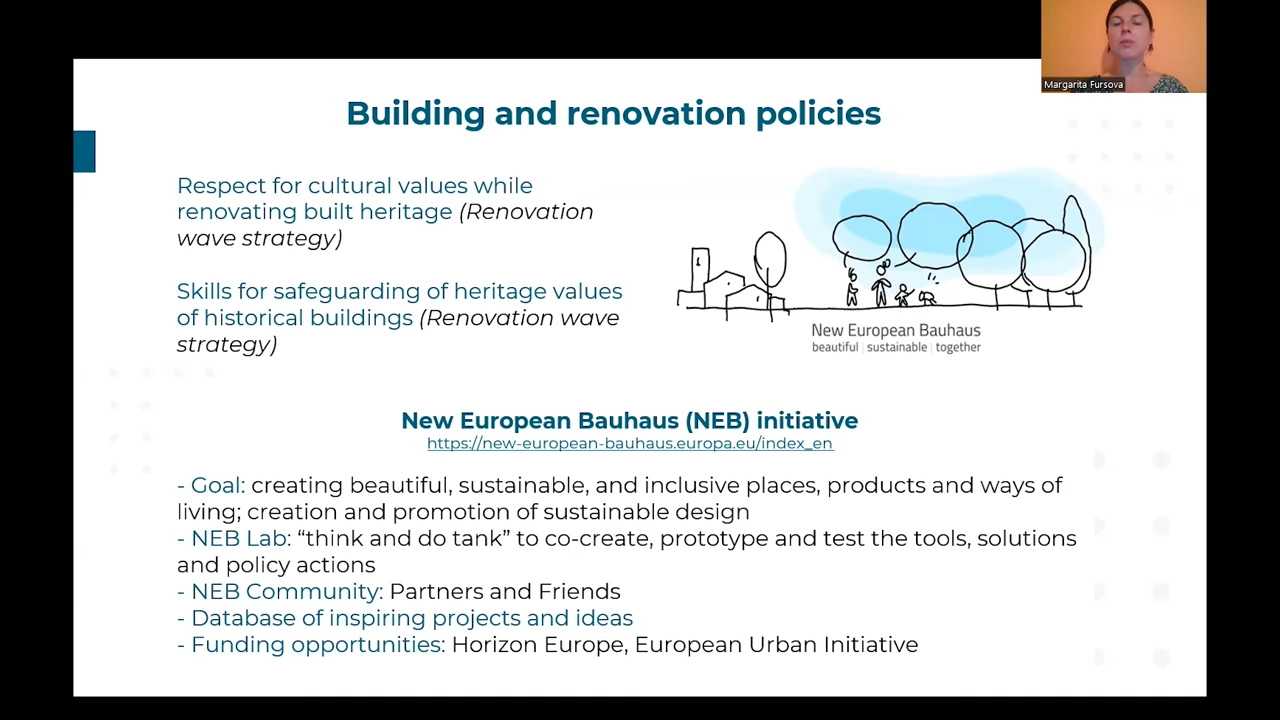 Margarita Fursova
Building and renovation policies
Respect for cultural values while
renovating built heritage (Renovation
wave strategy)
Skills for safeguarding of heritage values
of historical buildings (Renovation wave
strategy)
New European Bauhaus
beautiful | sustainable | together
New European Bauhaus (NEB) initiative
https://new-european-bauhaus.europa.eu/index_en
- Goal: creating beautiful, sustainable, and inclusive places, products and ways of
living; creation and promotion of sustainable design
- NEB Lab: “think and do tank” to co-create, prototype and test the tools, solutions
and policy actions
- NEB Community: Partners and Friends
- Database of inspiring projects and ideas
- Funding opportunities: Horizon Europe, European Urban Initiative